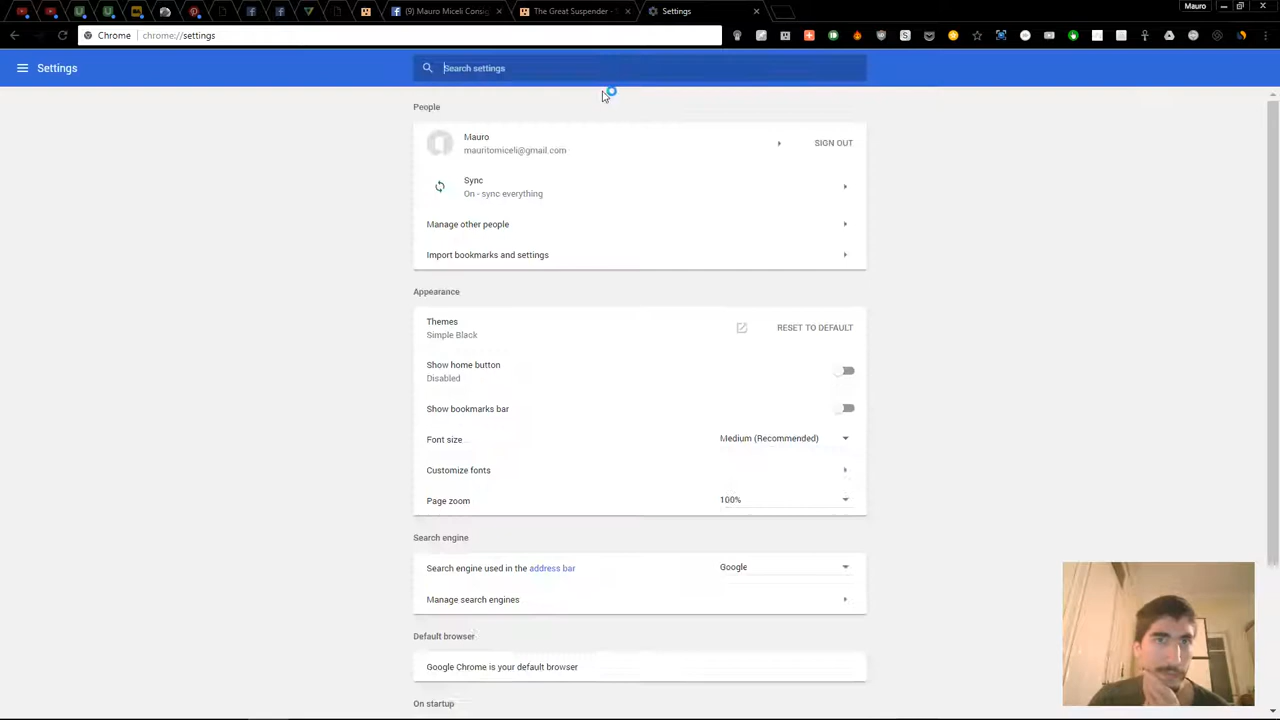 (9) Mauro Miceli Consig
The Great Suspender -
Settings
Mauro
Chrome
chrome://settings
Settings
Search settings
People
Mauro
mauritomiceli@gmail.com
SIGN OUT
Sync
On - sync everything
Manage other people
Import bookmarks and settings
Appearance
Themes
Simple Black
RESET TO DEFAULT
Show home button
Disabled
Show bookmarks bar
Font size
Medium (Recommended)
Customize fonts
Page zoom
100%
Search engine
Search engine used in the address bar
Google
Manage search engines
Default browser
Google Chrome is your default browser
On startup